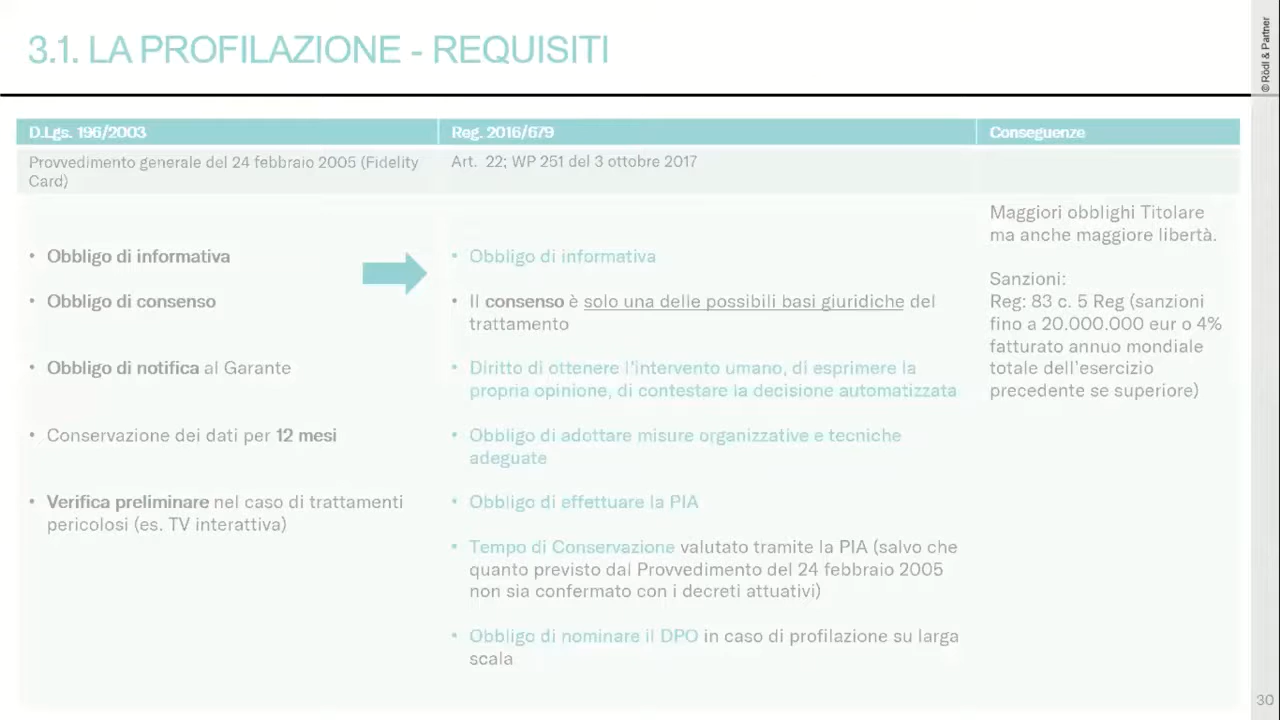 3.1. LA PROFILAZIONE - REQUISITI
© Rödl & Partner
D.Lgs. 196/2003
Reg. 2016/679
Conseguenze
Provvedimento generale del 24 febbraio 2005 (Fidelity
Card)
Art. 22; WP 251 del 3 ottobre 2017
• Obbligo di informativa
• Obbligo di consenso
• Obbligo di notifica al Garante
• Conservazione dei dati per 12 mesi
• Verifica preliminare nel caso di trattamenti
pericolosi (es. TV interattiva)
• Obbligo di informativa
• Il consenso è solo una delle possibili basi giuridiche del
trattamento
• Diritto di ottenere l'intervento umano, di esprimere la
propria opinione, di contestare la decisione automatizzata
• Obbligo di adottare misure organizzative e tecniche
adeguate
• Obbligo di effettuare la PIA
• Tempo di Conservazione valutato tramite la PIA (salvo che
quanto previsto dal Provvedimento del 24 febbraio 2005
non sia confermato con i decreti attuativi)
• Obbligo di nominare il DPO in caso di profilazione su larga
scala
Maggiori obblighi Titolare
ma anche maggiore libertà.
Sanzioni:
Reg: 83 c. 5 Reg (sanzioni
fino a 20.000.000 eur o 4%
fatturato annuo mondiale
totale dell'esercizio
precedente se superiore)
30